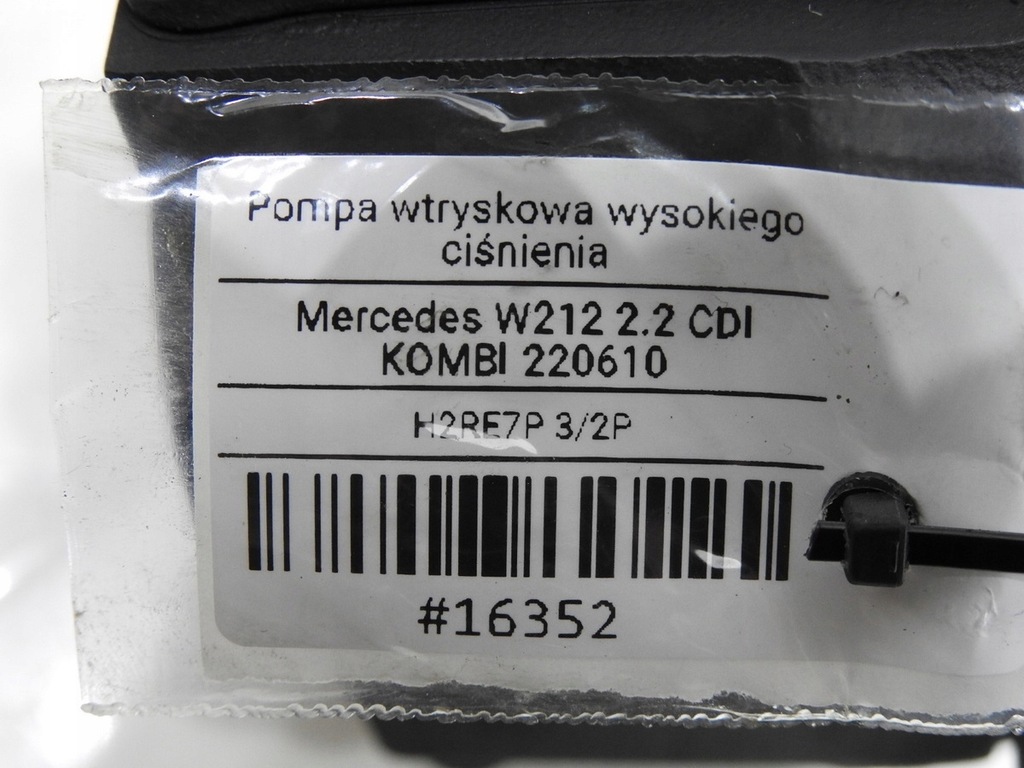 Pompa wtryskowa wysokiego
ciśnienia
Mercedes W212 2.2 CDI
KOMBI 220610
H2RE7P 3/2P
#16352